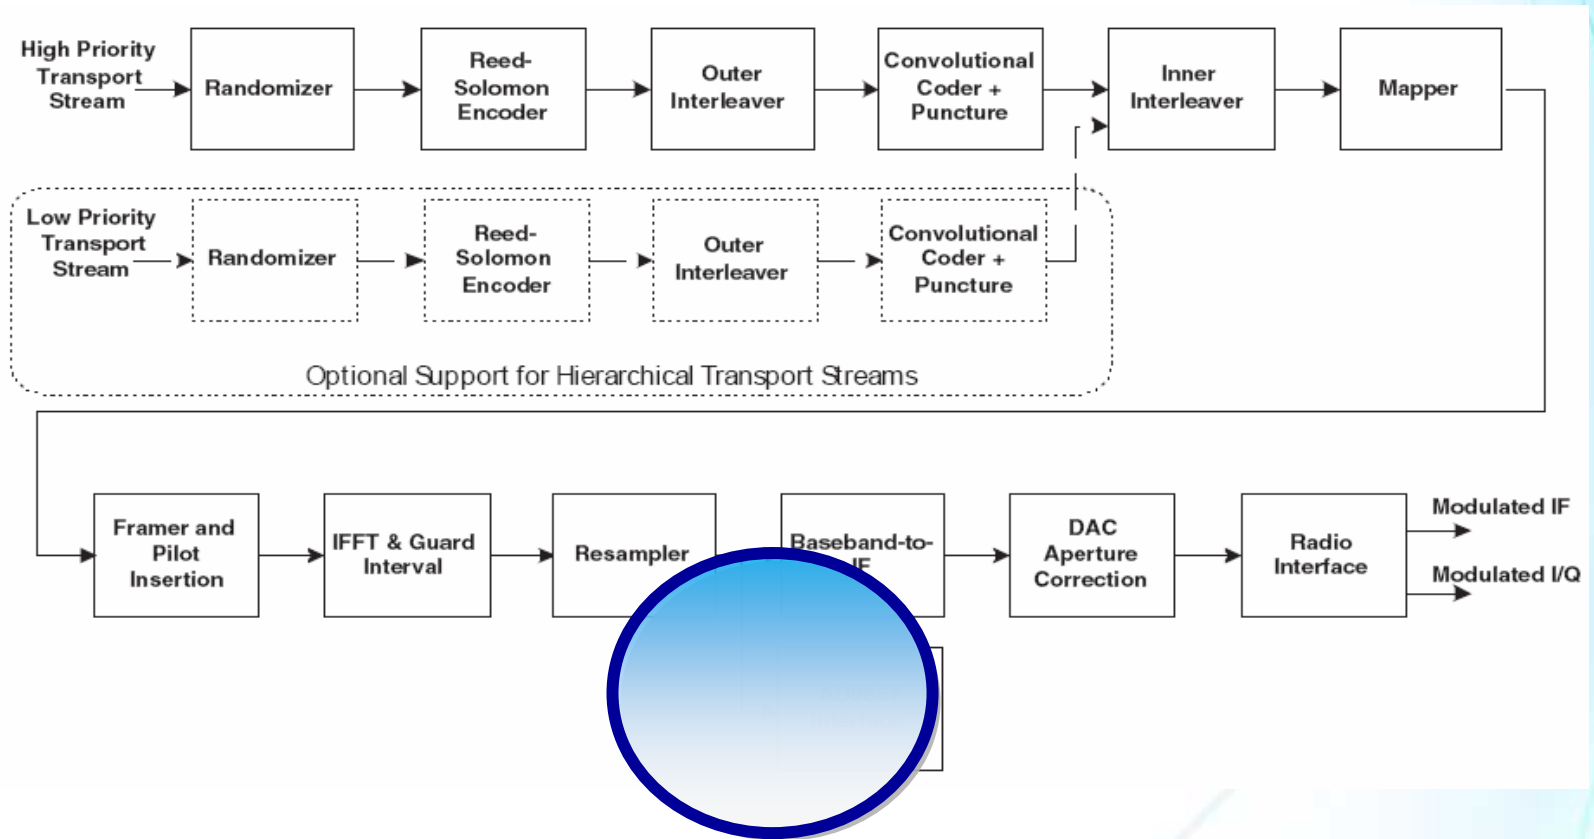 High Priority
Transport
Stream
Randomizer
Reed-
Solomon
Encoder
Outer
Interleaver
Convolutional
Coder +
Puncture
Inner
Interleaver
Mapper
Low Priority
Transport
Stream
Randomizer
Reed-
Solomon
Encoder
Outer
Interleaver
Convolutional
Coder +
Puncture
Optional Support for Hierarchical Transport Streams
Framer and
Pilot
Insertion
IFFT & Guard
Interval
Resampler
Baseband-to-
IF
DAC
Aperture
Correction
Radio
Interface
Modulated IF
Modulated I/Q